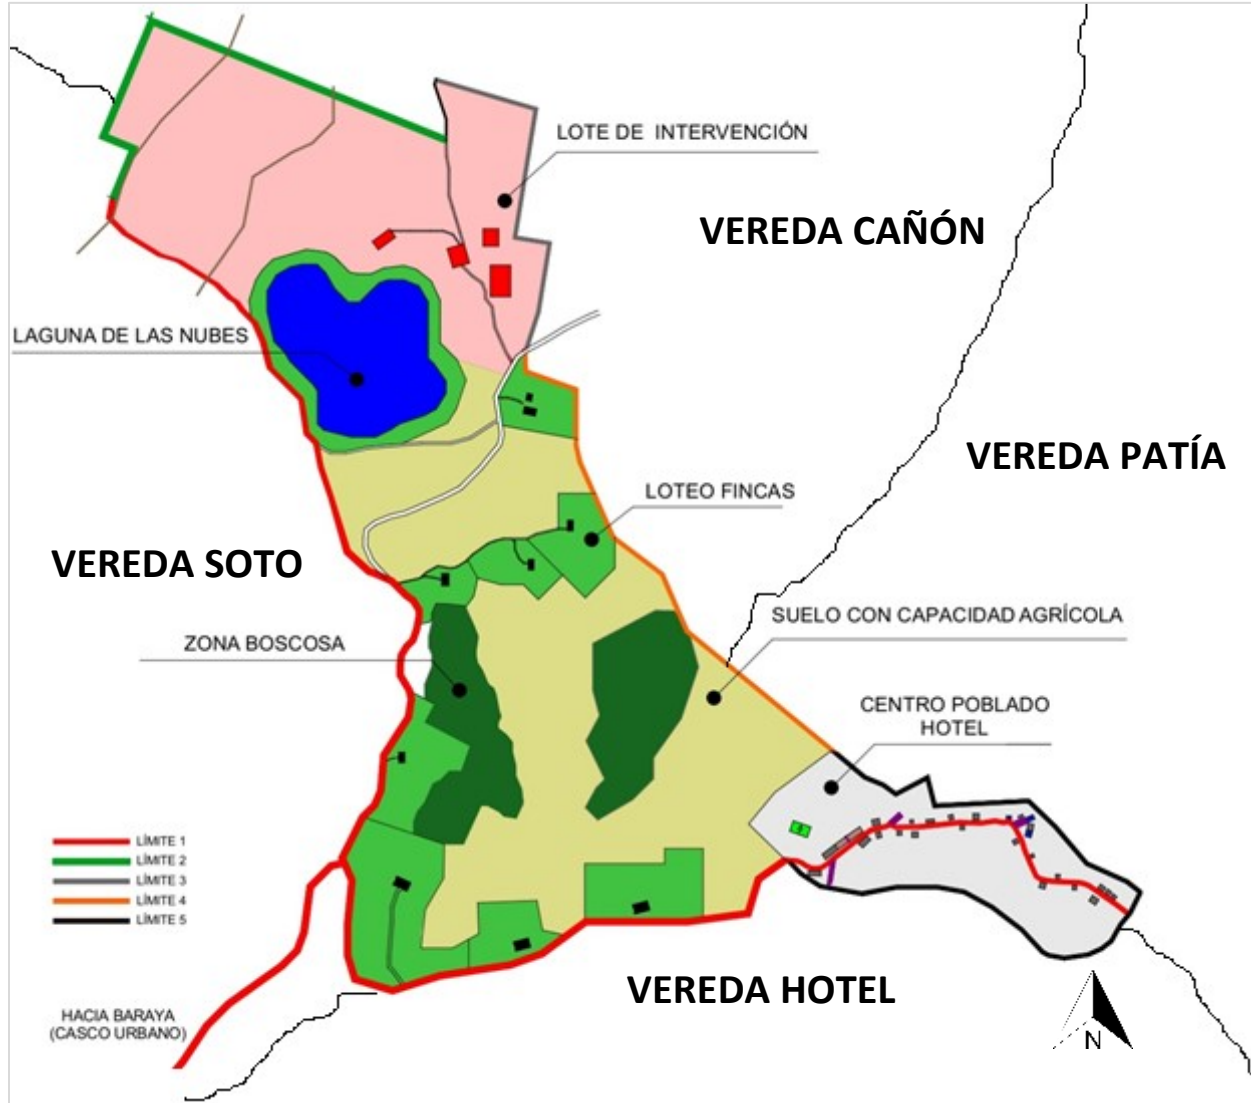 LOTE DE INTERVENCIÓN
VEREDA CAÑÓN
LAGUNA DE LAS NUBES
VEREDA PATÍA
LOTEO FINCAS
VEREDA SOTO
SUELO CON CAPACIDAD AGRÍCOLA
ZONA BOSCOSA
CENTRO POBLADO
HOTEL
LÍMITE 1
LÍMITE 2
LÍMITE 3
LÍMITE 4
LÍMITE 5
VEREDA HOTEL
HACIA BARAYA
(CASCO URBANO)
N